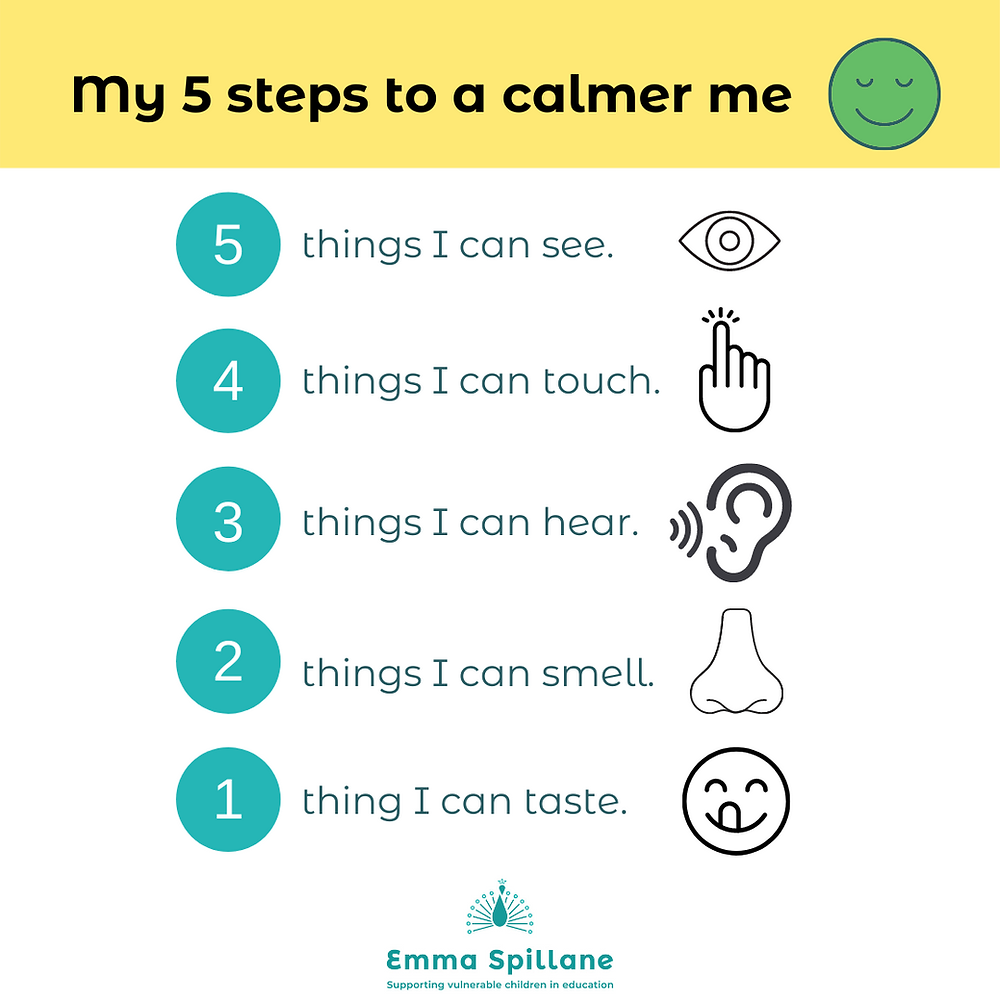 My 5 steps to a calmer me
5 things I can see.
4 things I can touch.
3 things I can hear.
2 things I can smell.
1 thing I can taste.
Emma Spillane
Supporting vulnerable children in education